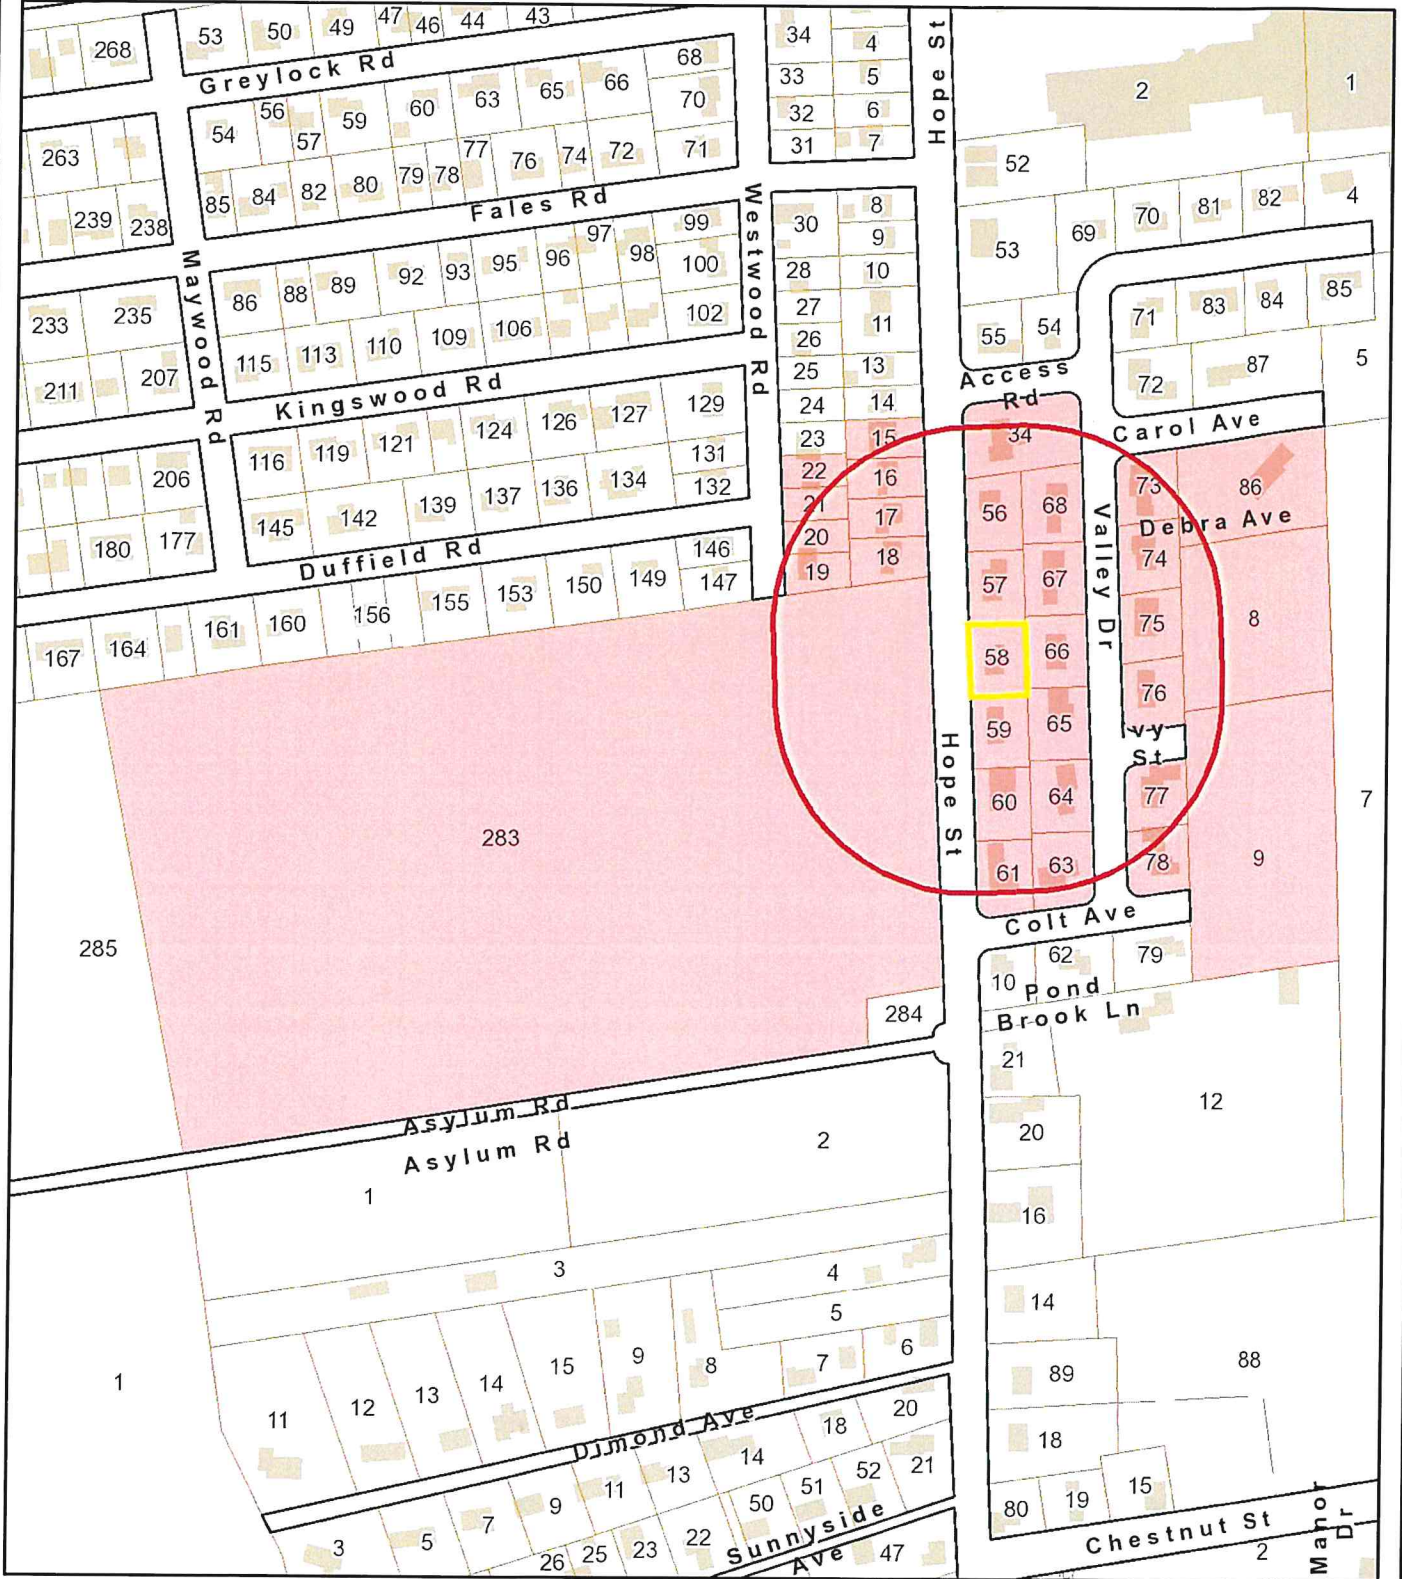 268 53 50 49 47 46 44 43
Greylock Rd
34 4
33 5
32 6
31 7
Hope St
2 1
54 56 57 59 60 63 65 66 68
70
71
85 84 82 80 79 78 77 76 74 72
Fales Rd
263
239 238
Maywood Rd
Westwood Rd
52
53 69 70 81 82 4
55 54
71 83 84 85
72 87 5
Access
Rd
Carol Ave
30 8
9
28 10
27 11
26
25 13
24 14
23 15
22 16
21 17
20 18
19
86 88 89 92 93 95 96 97 98 99
100
102
115 113 110 109 106
Kingswood Rd
233 235
211 207
206
180 177
116 119 121 124 126 127 129
131
132
145 142 139 137 136 134
Duffield Rd
146
147
167 164 161 160 156 155 153 150 149
34
56 68
57 67
58 66
59 65
60 64
61 63
Valley Dr
73 86
Debra Ave
74
75 8
76
vy
St
77
78 9
7
Hope St
Colt Ave
283
285
284
10 62 79
Pond
Brook Ln
21
12
20
16
Asylum Rd
Asylum Rd
1 2
3 4
5
6
7
8
9
15
14
13
12
11
1
14
89 88
18
80 19 15
Dimond Ave
3 5 7 9 11 13 14 18 20
26 25 23 22 50 51 52 21
Sunnyside
Ave
47
Chestnut St
2
Manor
Dr